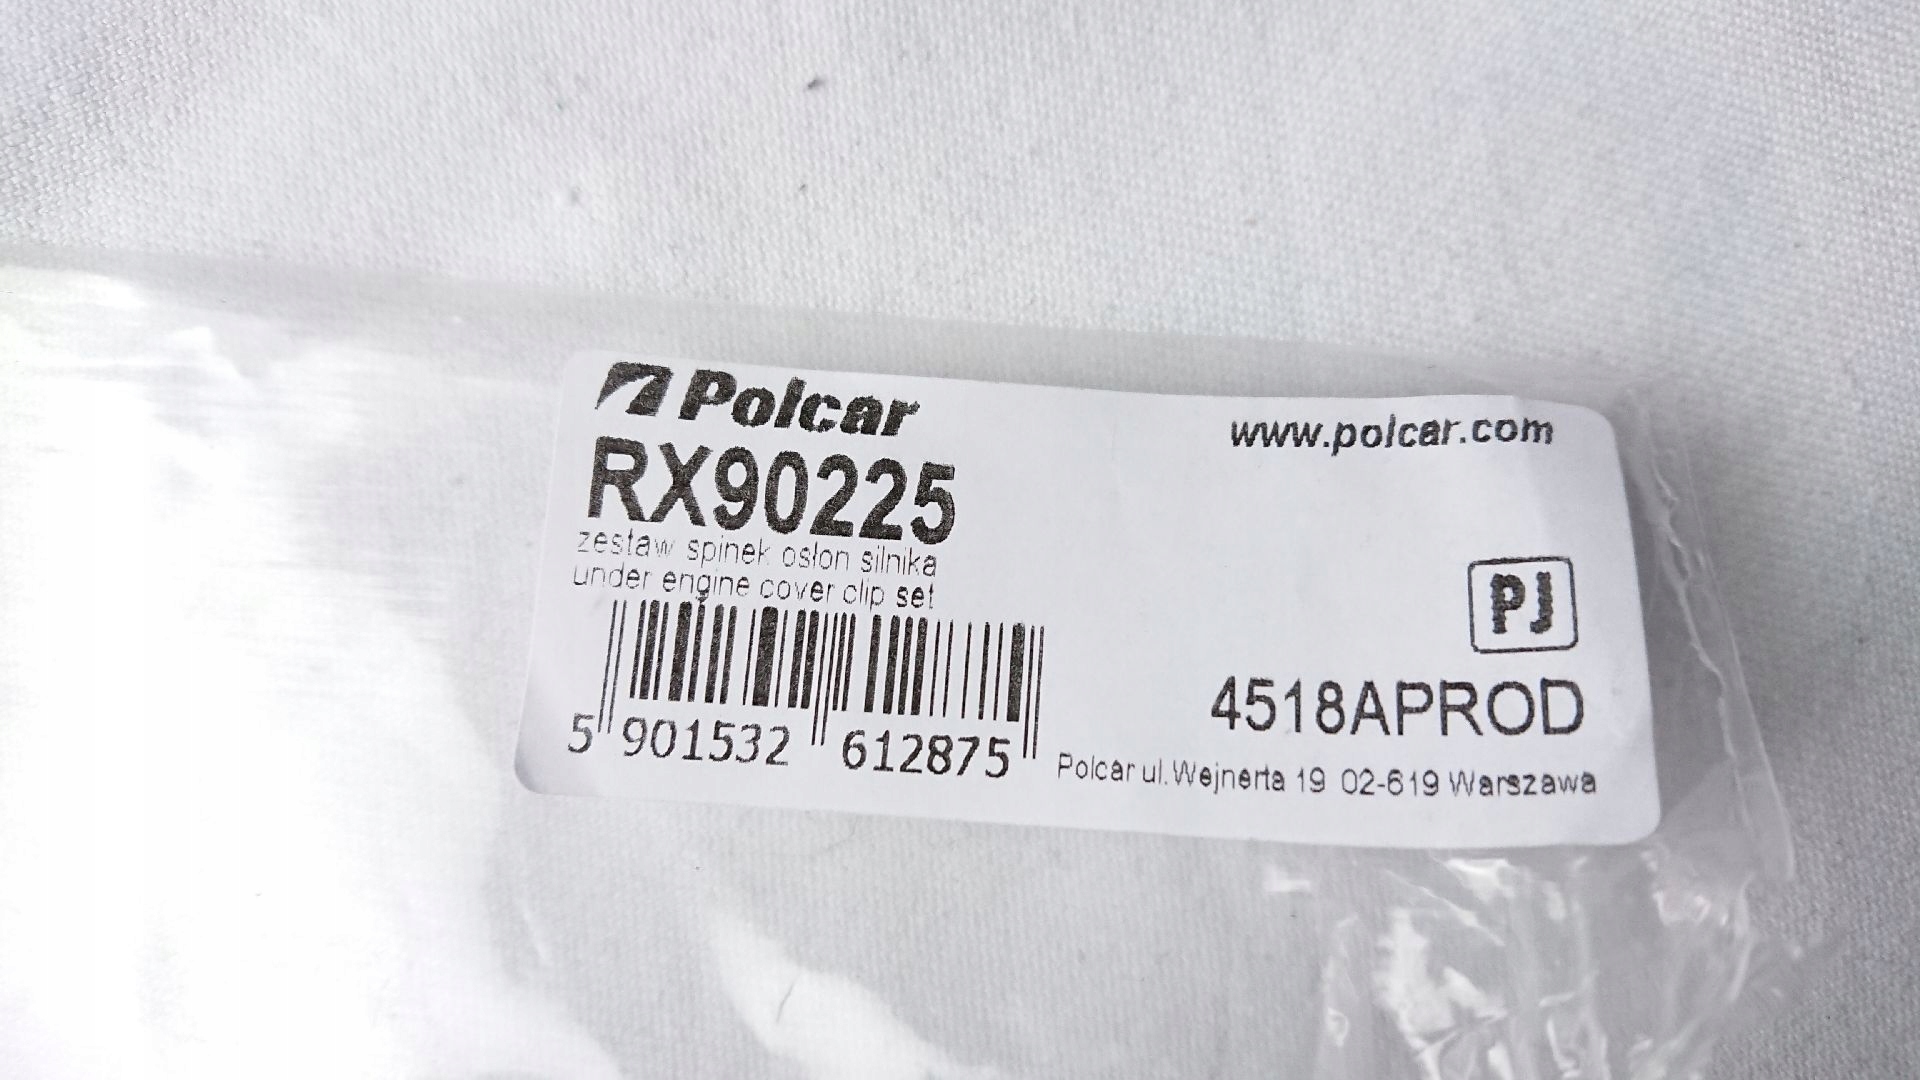 Polcar
www.polcar.com
RX90225
zestaw spinek osłon silnika
under engine cover clip set
PJ
4518APROD
5 901532 612875
Polcar ul. Wejnerta 19 02-619 Warszawa